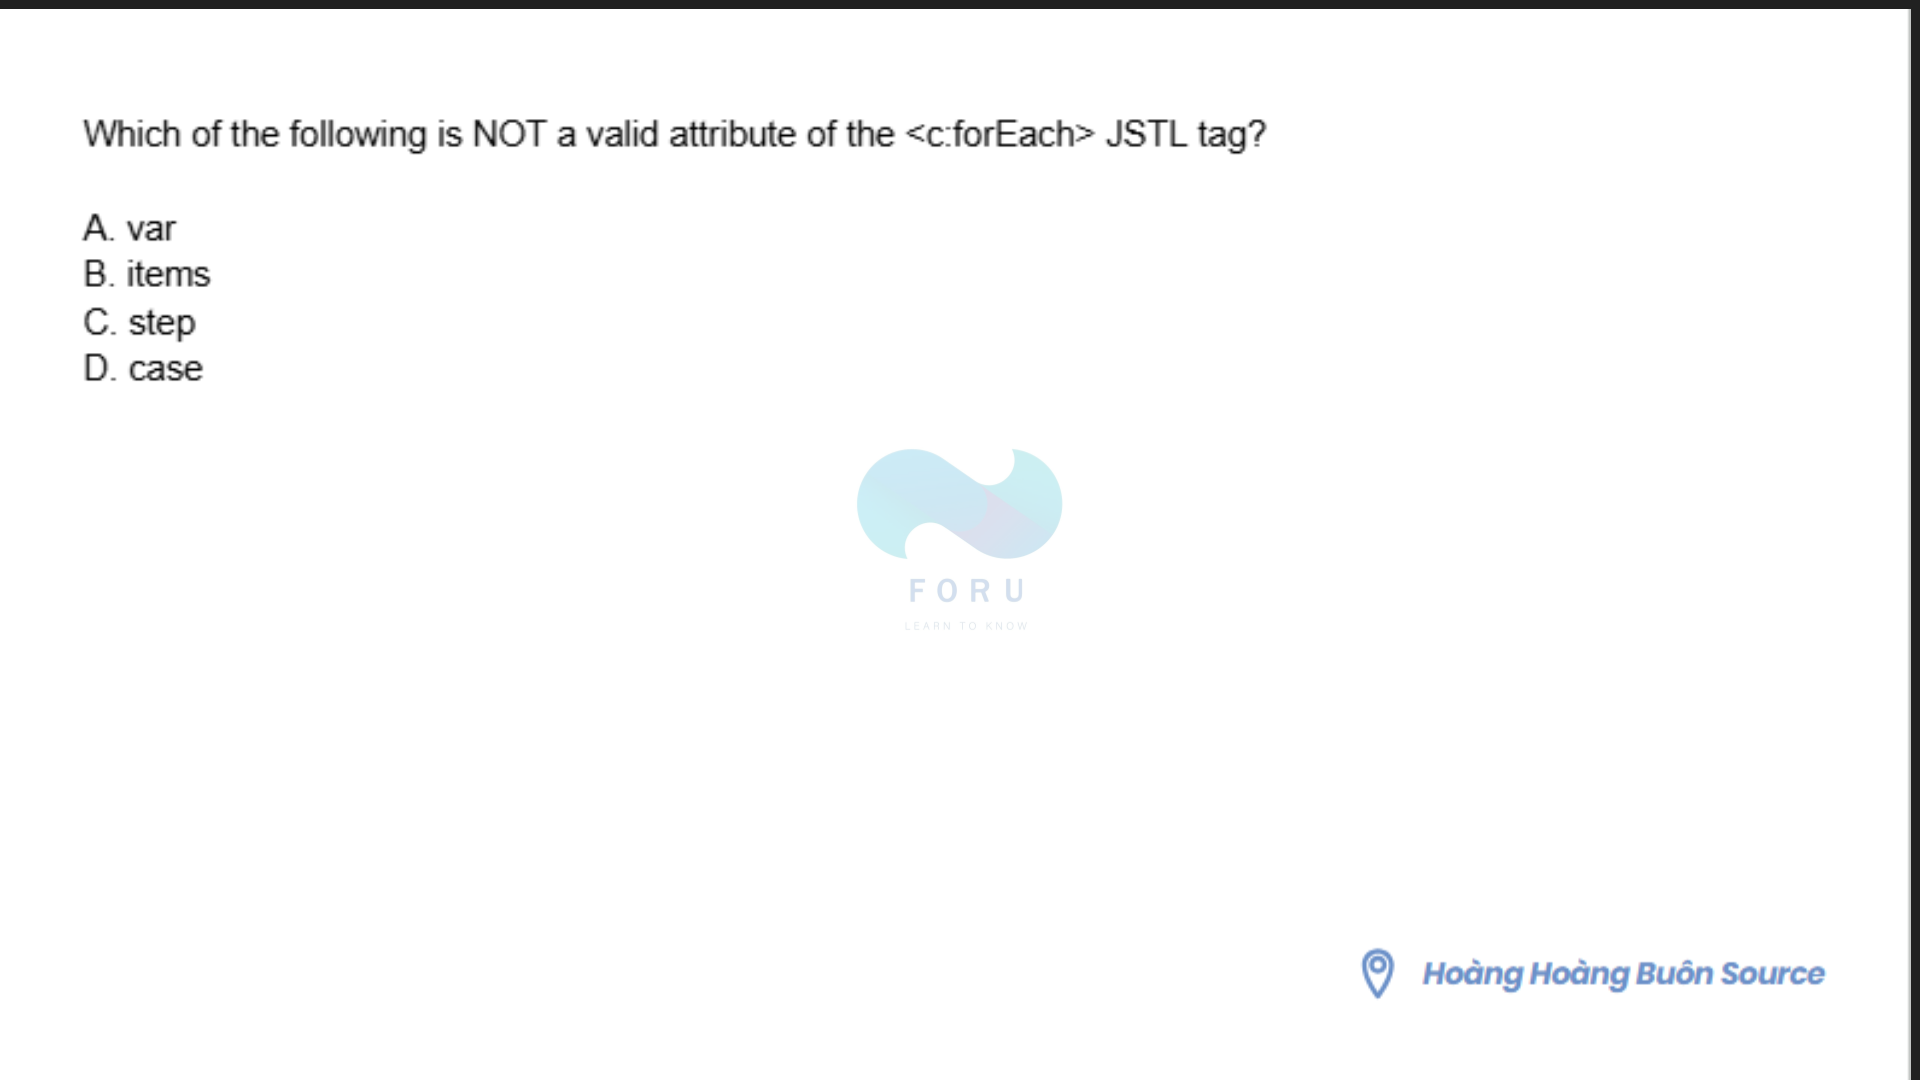 Which of the following is NOT a valid attribute of the <c:forEach> JSTL tag?
A. var
B. items
C. step
D. case
FORU
LEARN TO KNOW
Hoàng Hoàng Buôn Source